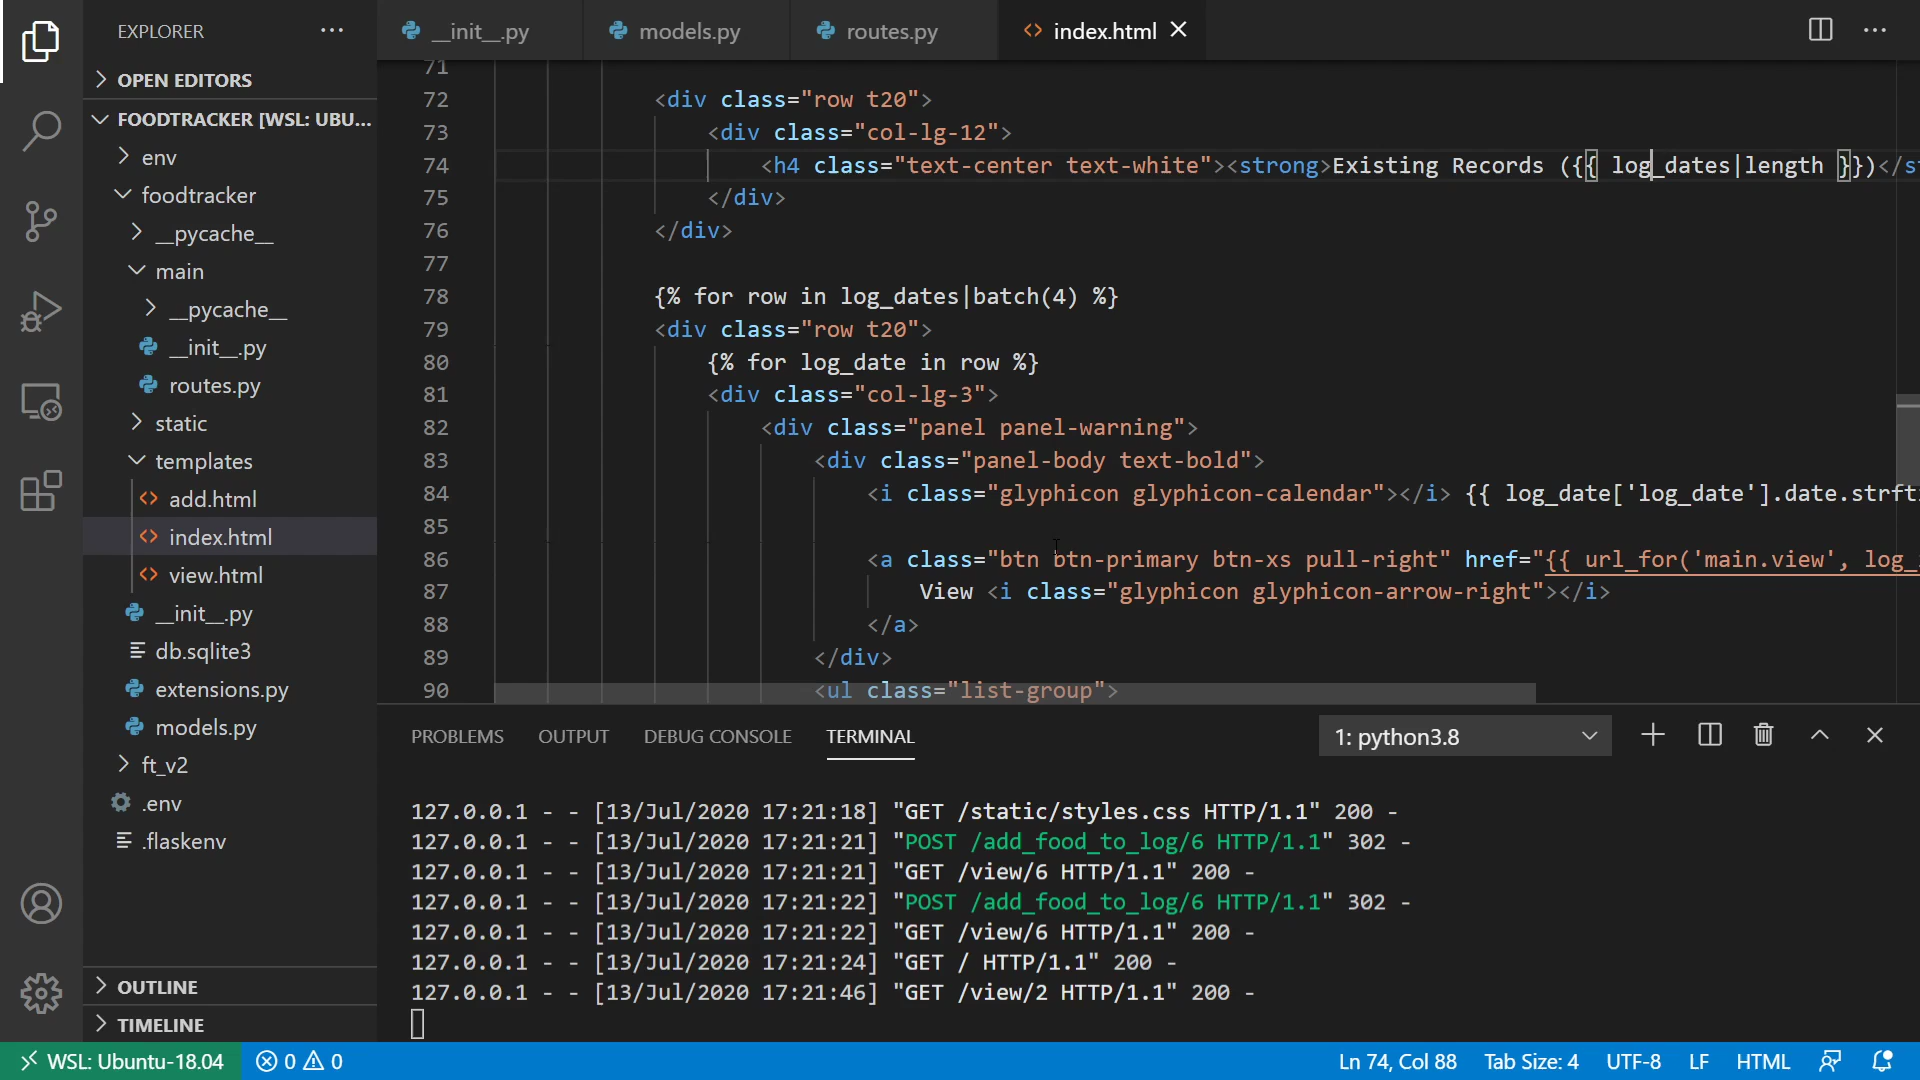 EXPLORER
OPEN EDITORS
FOODTRACKER [WSL: UBU...
env
foodtracker
__pycache__
main
__pycache__
__init__.py
routes.py
static
templates
add.html
index.html
view.html
__init__.py
db.sqlite3
extensions.py
models.py
ft_v2
.env
.flaskenv
OUTLINE
TIMELINE
__init__.py models.py routes.py index.html
71
72 <div class="row t20">
73 <div class="col-lg-12">
74 <h4 class="text-center text-white"><strong>Existing Records ({{ log_dates|length }})</s
75 </div>
76 </div>
77
78 {% for row in log_dates|batch(4) %}
79 <div class="row t20">
80 {% for log_date in row %}
81 <div class="col-lg-3">
82 <div class="panel panel-warning">
83 <div class="panel-body text-bold">
84 <i class="glyphicon glyphicon-calendar"></i> {{ log_date['log_date'].date.strft
85
86 <a class="btn btn-primary btn-xs pull-right" href="{{ url_for('main.view', log_
87 View <i class="glyphicon glyphicon-arrow-right"></i>
88 </a>
89 </div>
90 <ul class="list-group">
PROBLEMS OUTPUT DEBUG CONSOLE TERMINAL 1: python3.8
127.0.0.1 - - [13/Jul/2020 17:21:18] "GET /static/styles.css HTTP/1.1" 200 -
127.0.0.1 - - [13/Jul/2020 17:21:21] "POST /add_food_to_log/6 HTTP/1.1" 302 -
127.0.0.1 - - [13/Jul/2020 17:21:21] "GET /view/6 HTTP/1.1" 200 -
127.0.0.1 - - [13/Jul/2020 17:21:22] "POST /add_food_to_log/6 HTTP/1.1" 302 -
127.0.0.1 - - [13/Jul/2020 17:21:22] "GET /view/6 HTTP/1.1" 200 -
127.0.0.1 - - [13/Jul/2020 17:21:24] "GET / HTTP/1.1" 200 -
127.0.0.1 - - [13/Jul/2020 17:21:46] "GET /view/2 HTTP/1.1" 200 -
WSL: Ubuntu-18.04 0 0 Ln 74, Col 88 Tab Size: 4 UTF-8 LF HTML